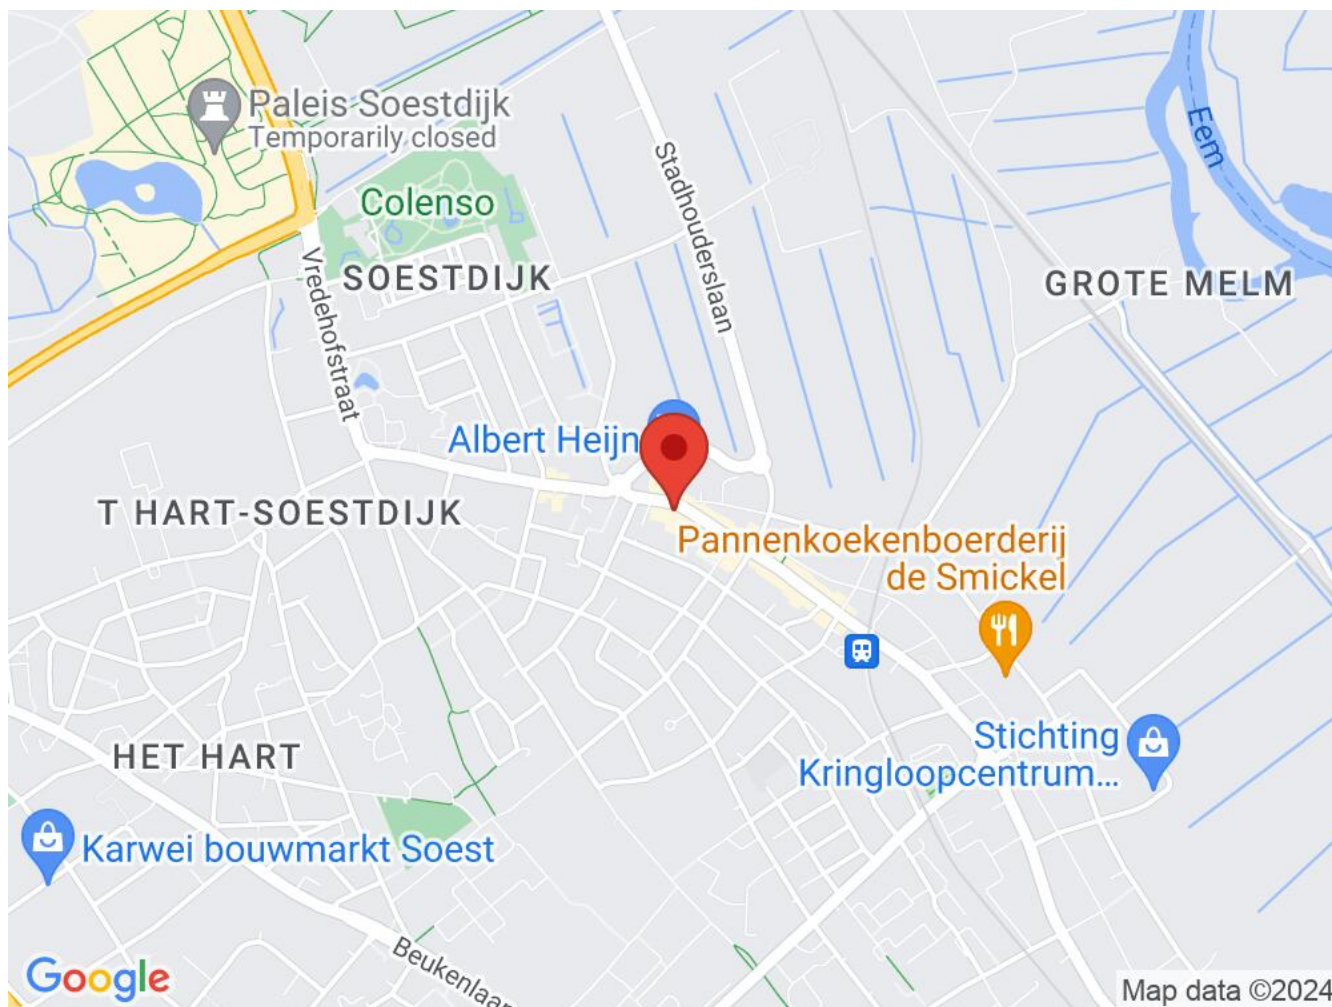 Paleis Soestdijk
Temporarily closed
Colenso
SOESTDIJK
Vredehofstraat
Stadhouderslaan
Eem
GROTE MELM
Albert Heijn
T HART-SOESTDIJK
Pannenkoekenboerderij
de Smickel
HET HART
Stichting
Kringloopcentrum...
Karwei bouwmarkt Soest
Beukenlaan
Google
Map data ©2024